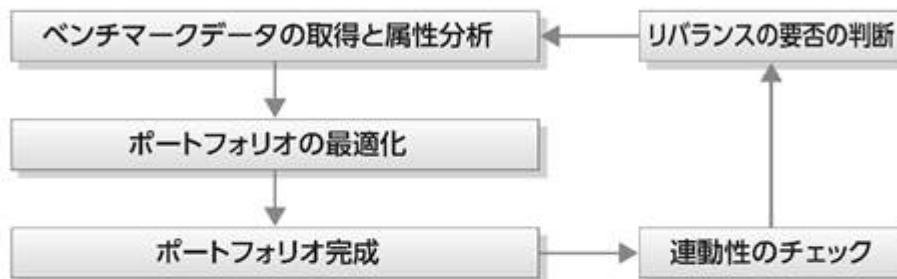 ベンチマークデータの取得と属性分析
リバランスの要否の判断
ポートフォリオの最適化
ポートフォリオ完成
連動性のチェック